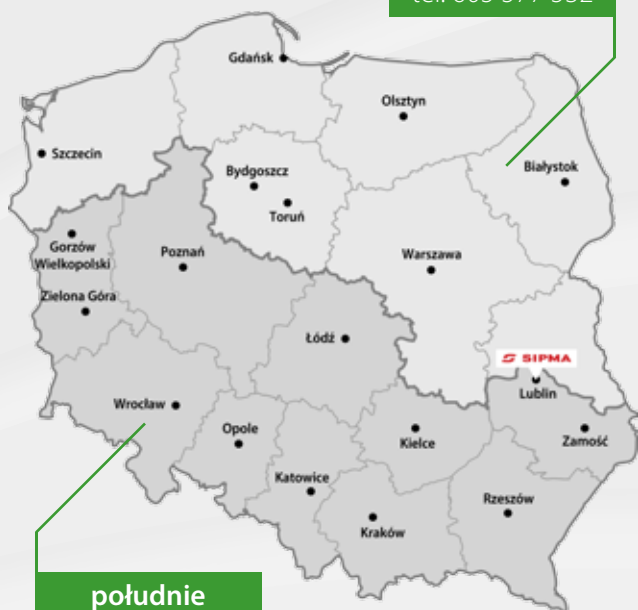 Gdańsk
Olsztyn
Szczecin
Bydgoszcz
Białystok
Toruń
Gorzów
Wielkopolski
Poznań
Warszawa
Zielona Góra
Łódź
SIPMA
Lublin
Wrocław
Opole
Kielce
Zamość
Katowice
Rzeszów
Kraków
południe